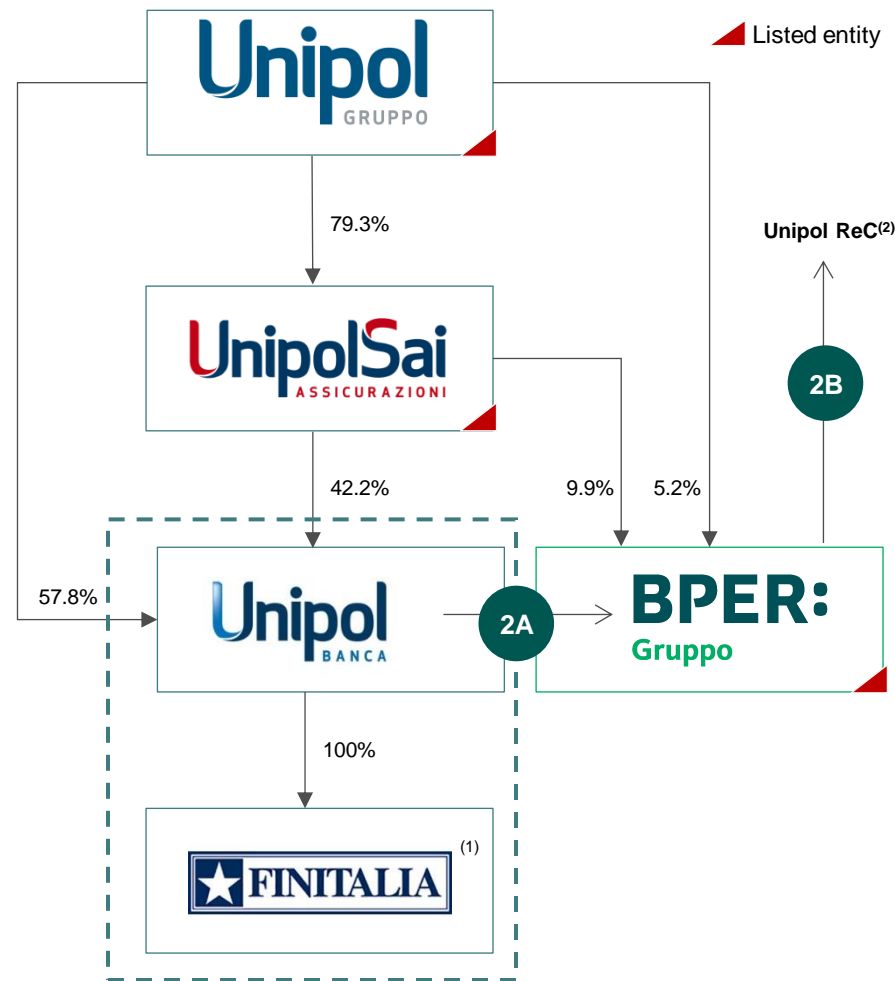 Unipol
GRUPPO
Listed entity
79.3%
Unipol ReC(2)
UnipolSai
ASSICURAZIONI
2B
42.2%
9.9%
5.2%
57.8%
Unipol
BANCA
2A
BPER:
Gruppo
100%
FINITALIA
(1)